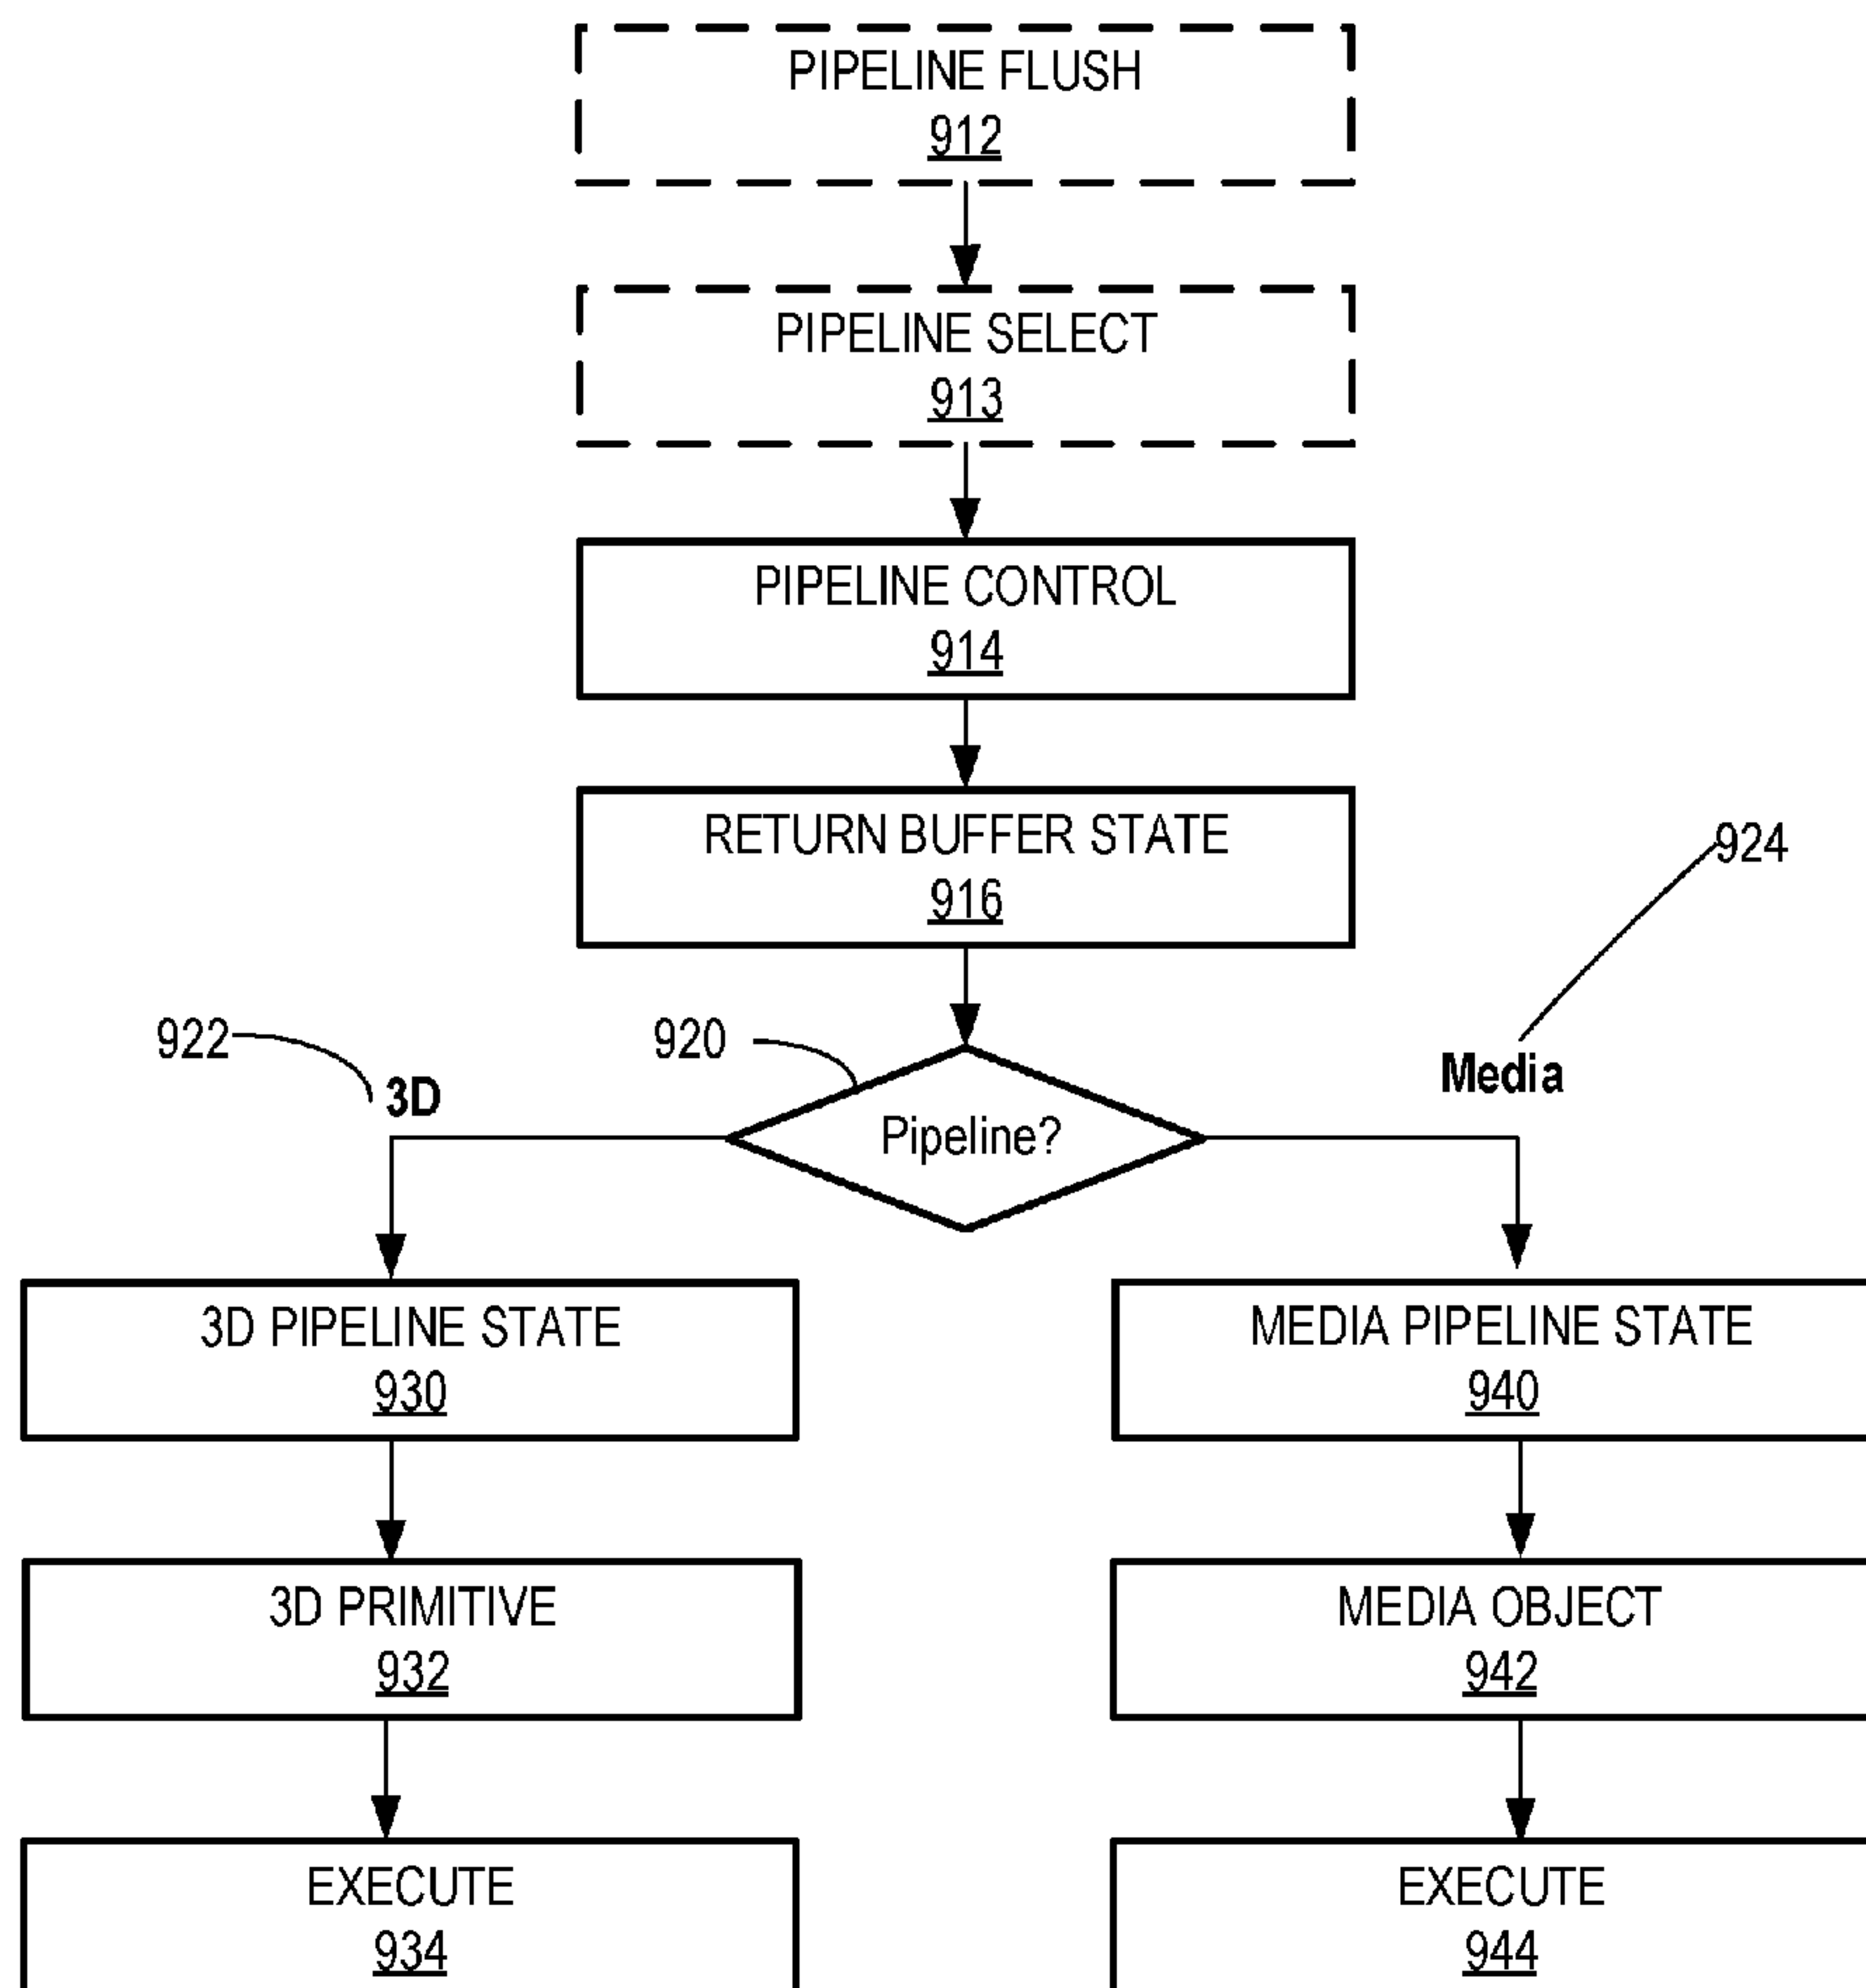 PIPELINE FLUSH
912
PIPELINE SELECT
913
PIPELINE CONTROL
914
RETURN BUFFER STATE
916
924
922
920
3D
Media
Pipeline?
3D PIPELINE STATE
930
MEDIA PIPELINE STATE
940
3D PRIMITIVE
932
MEDIA OBJECT
942
EXECUTE
934
EXECUTE
944